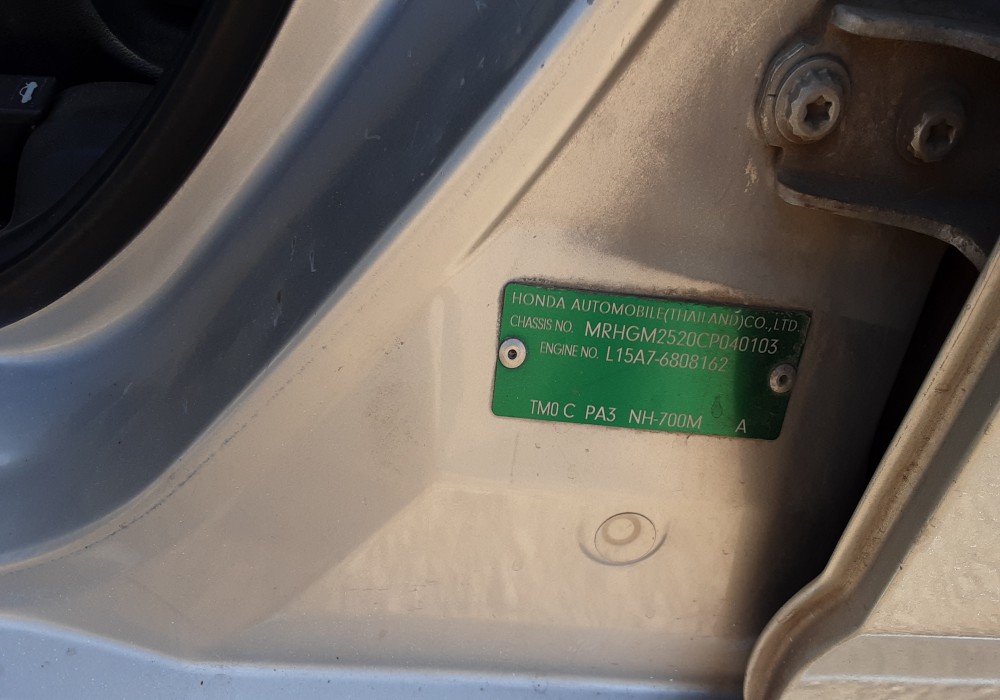 HONDA AUTOMOBILE(THAILAND)CO.,LTD.
CHASSIS NO. MRHGM2520CP040103
ENGINE NO. L15A7-6808162
TM0 C PA3 NH-700M A